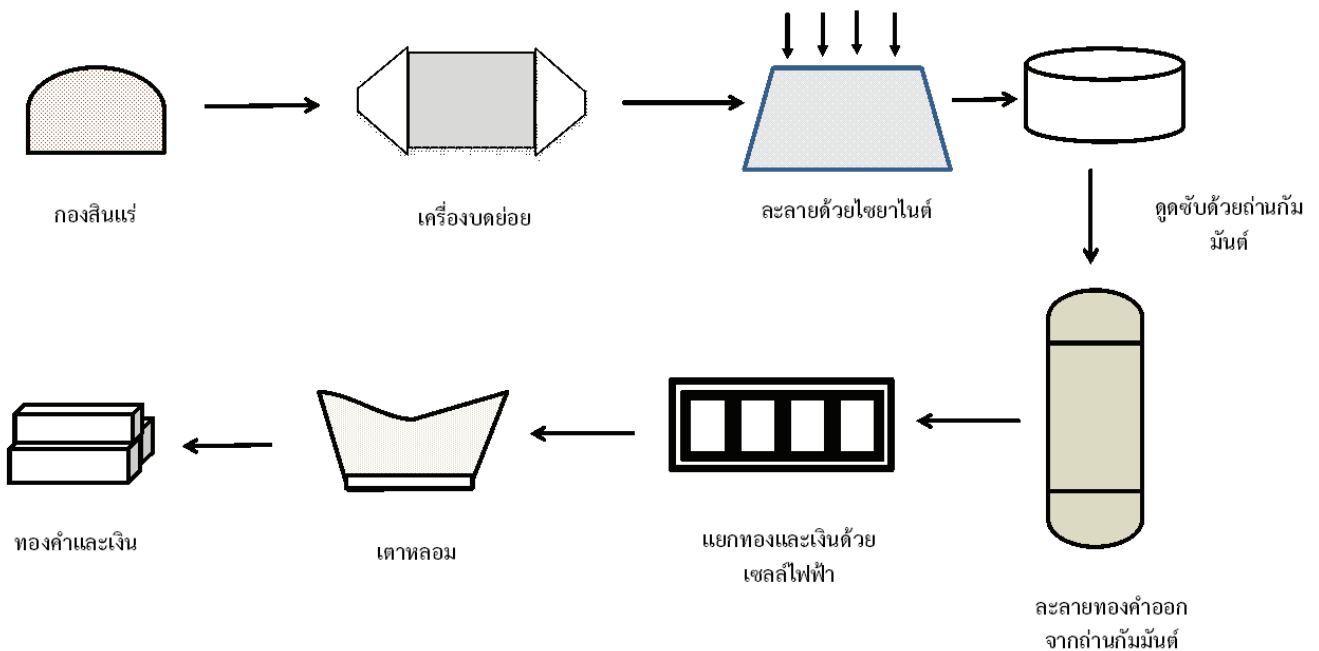 กองสินแร่
เครื่องบดย่อย
ละลายด้วยไซยาไนต์
ดูดซับด้วยถ่านกัม
มันต์
ละลายทองคำออก
จากถ่านกัมมันต์
แยกทองและเงินด้วย
เซลล์ไฟฟ้า
เตาหลอม
ทองคำและเงิน